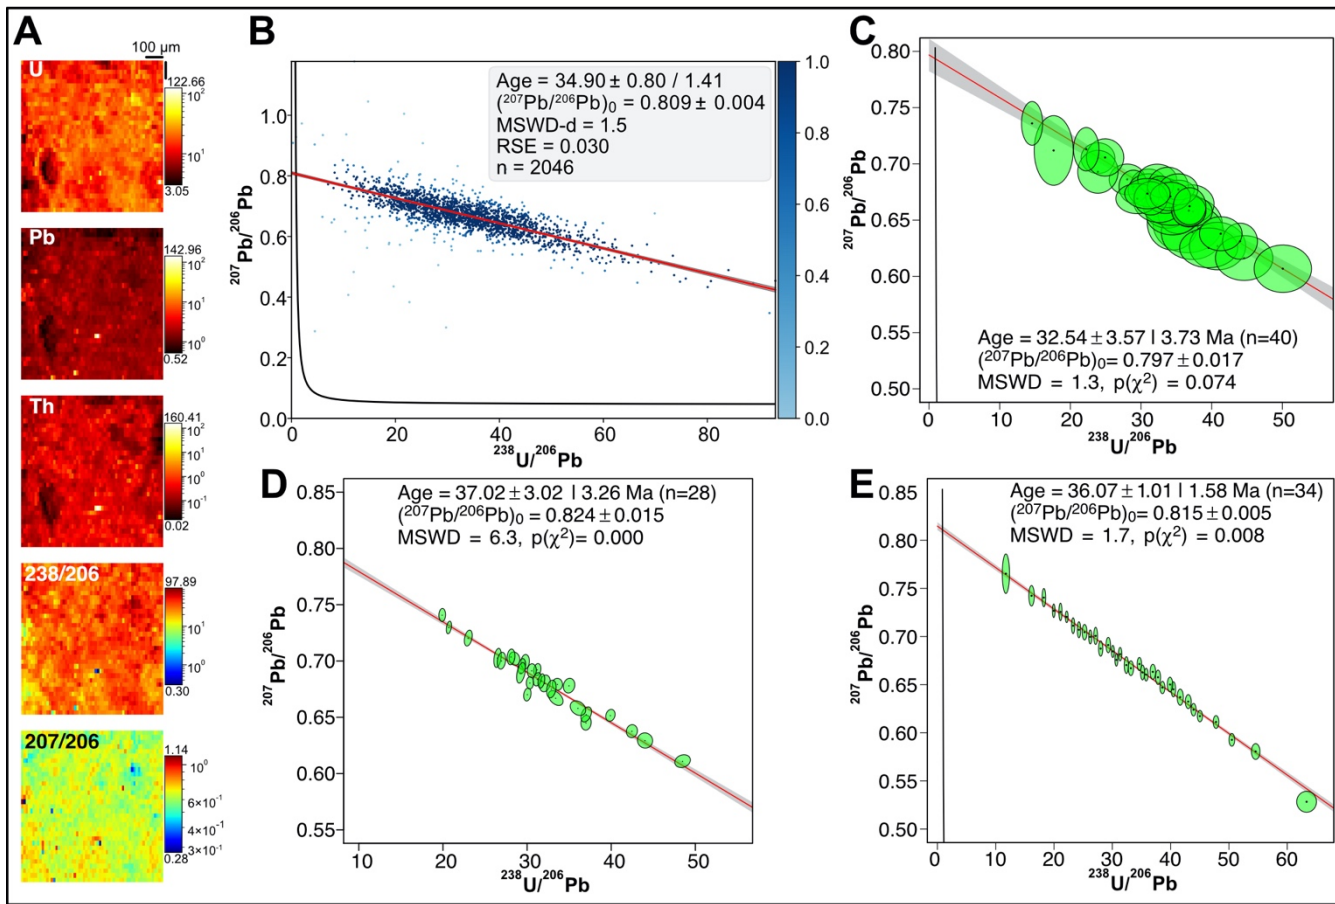 A
100 µm
U
122.66
10²
10¹
3.05
Pb
142.96
10²
10¹
10⁰
0.52
Th
160.41
10²
10¹
10⁰
10⁻¹
0.02
238/206
97.89
10¹
10⁰
0.30
207/206
1.14
10⁰
6×10⁻¹
4×10⁻¹
3×10⁻¹
0.28
B
Age = 34.90 ± 0.80 / 1.41
(²⁰⁷Pb/²⁰⁶Pb)₀ = 0.809 ± 0.004
MSWD-d = 1.5
RSE = 0.030
n = 2046
²⁰⁷Pb/²⁰⁶Pb
1.0
0.8
0.6
0.4
0.2
0.0
0 20 40 60 80
²³⁸U/²⁰⁶Pb
1.0
0.8
0.6
0.4
0.2
0.0
C
²⁰⁷Pb/²⁰⁶Pb
0.80
0.75
0.70
0.65
0.60
0.55
0.50
Age = 32.54 ± 3.57 | 3.73 Ma (n=40)
(²⁰⁷Pb/²⁰⁶Pb)₀= 0.797 ± 0.017
MSWD = 1.3, p(χ²) = 0.074
0 10 20 30 40 50
²³⁸U/²⁰⁶Pb
D
Age = 37.02 ± 3.02 | 3.26 Ma (n=28)
(²⁰⁷Pb/²⁰⁶Pb)₀ = 0.824 ± 0.015
MSWD = 6.3, p(χ²)= 0.000
²⁰⁷Pb/²⁰⁶Pb
0.85
0.80
0.75
0.70
0.65
0.60
0.55
10 20 30 40 50
²³⁸U/²⁰⁶Pb
E
Age = 36.07 ± 1.01 | 1.58 Ma (n=34)
(²⁰⁷Pb/²⁰⁶Pb)₀ = 0.815 ± 0.005
MSWD = 1.7, p(χ²) = 0.008
²⁰⁷Pb/²⁰⁶Pb
0.85
0.80
0.75
0.70
0.65
0.60
0.55
0.50
0 10 20 30 40 50 60
²³⁸U/²⁰⁶Pb